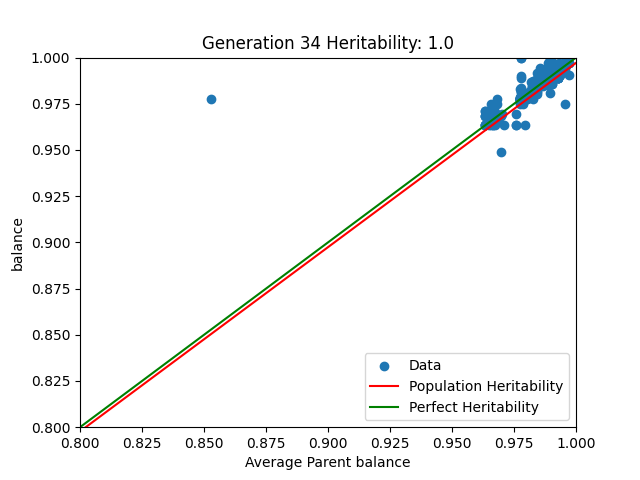 Generation 34 Heritability: 1.0
1.000
0.975
0.950
0.925
0.900
0.875
0.850
0.825
0.800
balance
0.800 0.825 0.850 0.875 0.900 0.925 0.950 0.975 1.000
Average Parent balance
Data
Population Heritability
Perfect Heritability